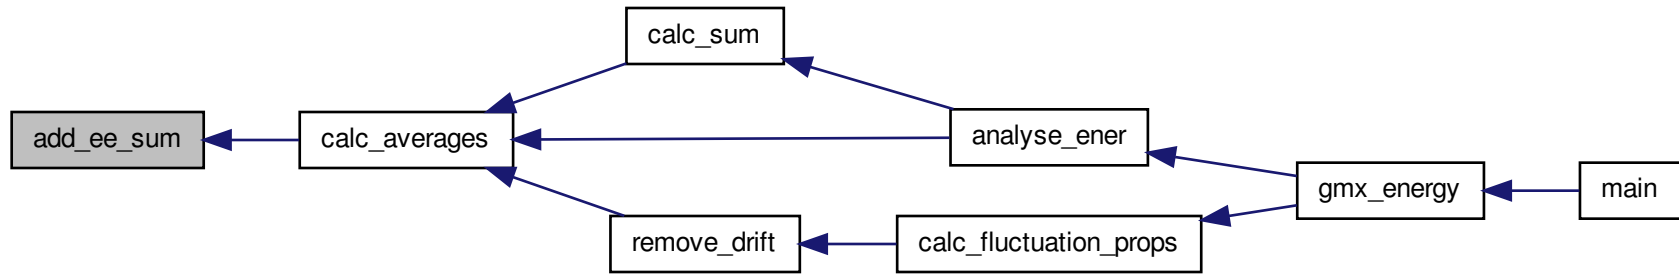 calc_sum
add_ee_sum
calc_averages
analyse_ener
gmx_energy
main
remove_drift
calc_fluctuation_props